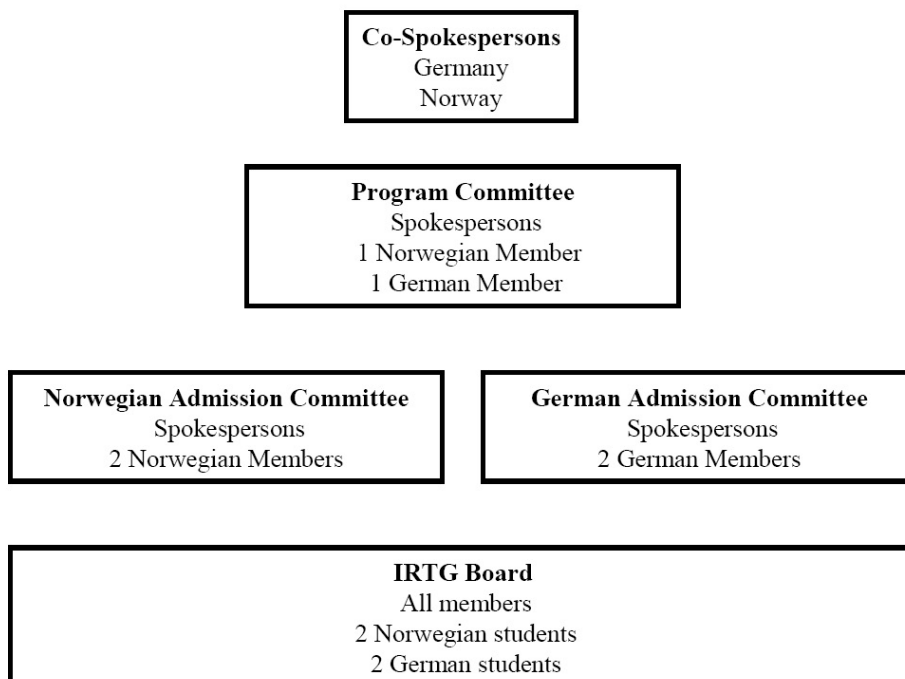 Co-Spokespersons
Germany
Norway
Program Committee
Spokespersons
1 Norwegian Member
1 German Member
Norwegian Admission Committee
Spokespersons
2 Norwegian Members
German Admission Committee
Spokespersons
2 German Members
IRTG Board
All members
2 Norwegian students
2 German students